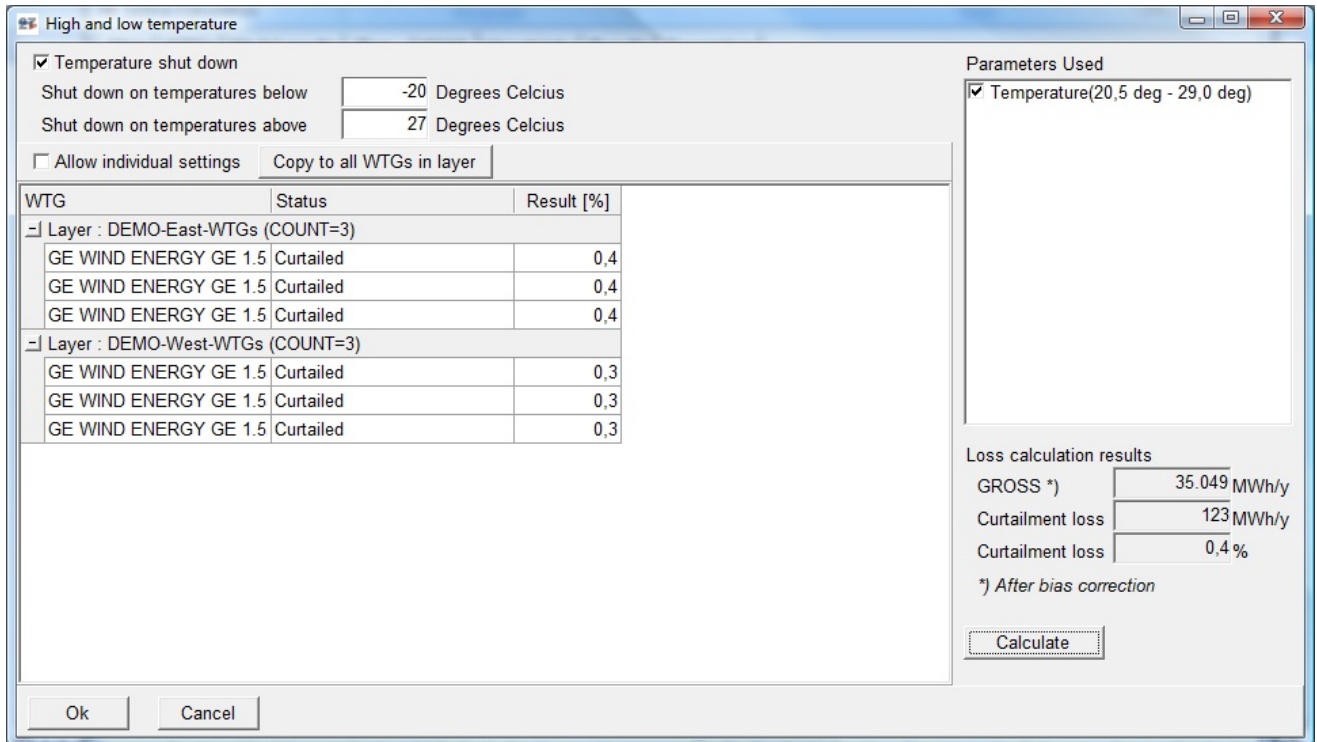 High and low temperature
Temperature shut down
Shut down on temperatures below -20 Degrees Celcius
Shut down on temperatures above 27 Degrees Celcius
Allow individual settings Copy to all WTGs in layer
WTG Status Result [%]
Layer : DEMO-East-WTGs (COUNT=3)
GE WIND ENERGY GE 1.5 Curtailed 0,4
GE WIND ENERGY GE 1.5 Curtailed 0,4
GE WIND ENERGY GE 1.5 Curtailed 0,4
Layer : DEMO-West-WTGs (COUNT=3)
GE WIND ENERGY GE 1.5 Curtailed 0,3
GE WIND ENERGY GE 1.5 Curtailed 0,3
GE WIND ENERGY GE 1.5 Curtailed 0,3
Parameters Used
Temperature(20,5 deg - 29,0 deg)
Loss calculation results
GROSS *) 35.049 MWh/y
Curtailment loss 123 MWh/y
Curtailment loss 0,4 %
*) After bias correction
Calculate
Ok Cancel